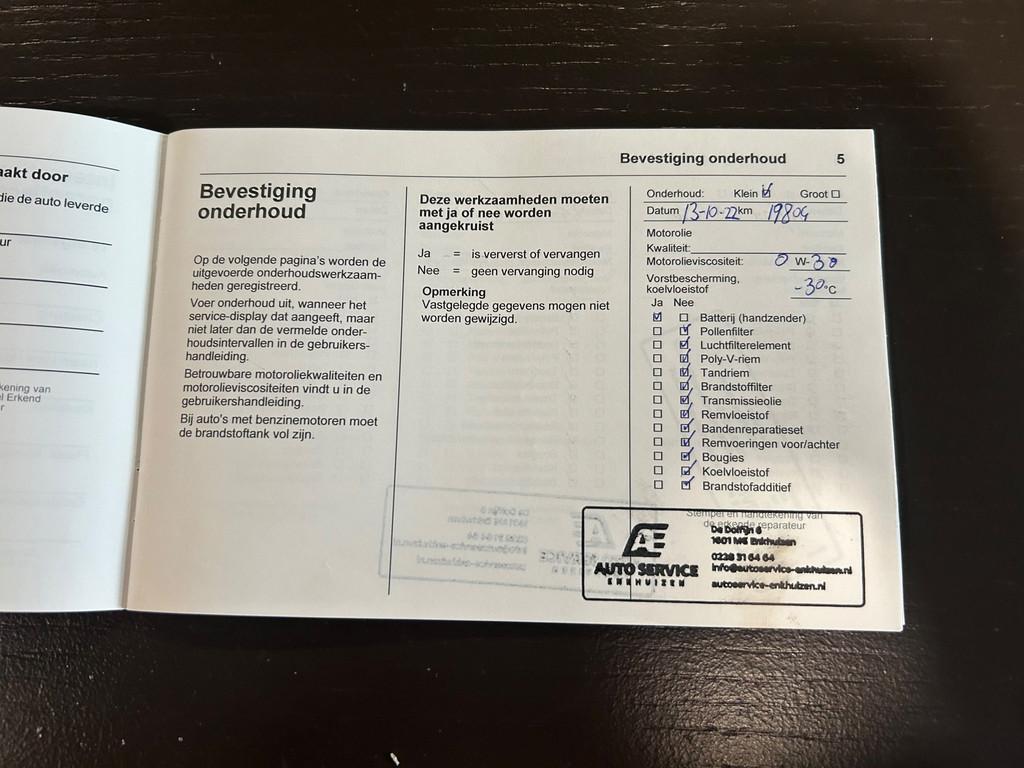 aakt door
die de auto leverde
ur
kening van
l Erkend
r
Bevestiging onderhoud 5
Bevestiging
onderhoud
Op de volgende pagina's worden de
uitgevoerde onderhoudswerkzaam-
heden geregistreerd.
Voer onderhoud uit, wanneer het
service-display dat aangeeft, maar
niet later dan de vermelde onder-
houdsintervallen in de gebruikers-
handleiding.
Betrouwbare motoroliekwaliteiten en
motorolieviscositeiten vindt u in de
gebruikershandleiding.
Bij auto's met benzinemotoren moet
de brandstoftank vol zijn.
Deze werkzaamheden moeten
met ja of nee worden
aangekruist
Ja = is ververst of vervangen
Nee = geen vervanging nodig
Opmerking
Vastgelegde gegevens mogen niet
worden gewijzigd.
Onderhoud: Klein ☑ Groot ☐
Datum 13-10-22 km 19804
Motorolie
Kwaliteit:
Motorolieviscositeit: 0 W-30
Vorstbescherming,
koelvloeistof -30°C
Ja Nee
☑ ☐ Batterij (handzender)
☐ ☑ Pollenfilter
☐ ☑ Luchtfilterelement
☐ ☑ Poly-V-riem
☐ ☑ Tandriem
☐ ☑ Brandstoffilter
☐ ☑ Transmissieolie
☐ ☑ Remvloeistof
☐ ☑ Bandenreparatieset
☐ ☑ Remvoeringen voor/achter
☐ ☑ Bougies
☐ ☑ Koelvloeistof
☐ ☑ Brandstofadditief
Stempel en handtekening van
de erkende reparateur
AE
AUTO SERVICE
ENKHUIZEN
De Dolfijn 6
1601 ME Enkhuizen
0228 31 64 64
info@autoservice-enkhuizen.nl
autoservice-enkhuizen.nl